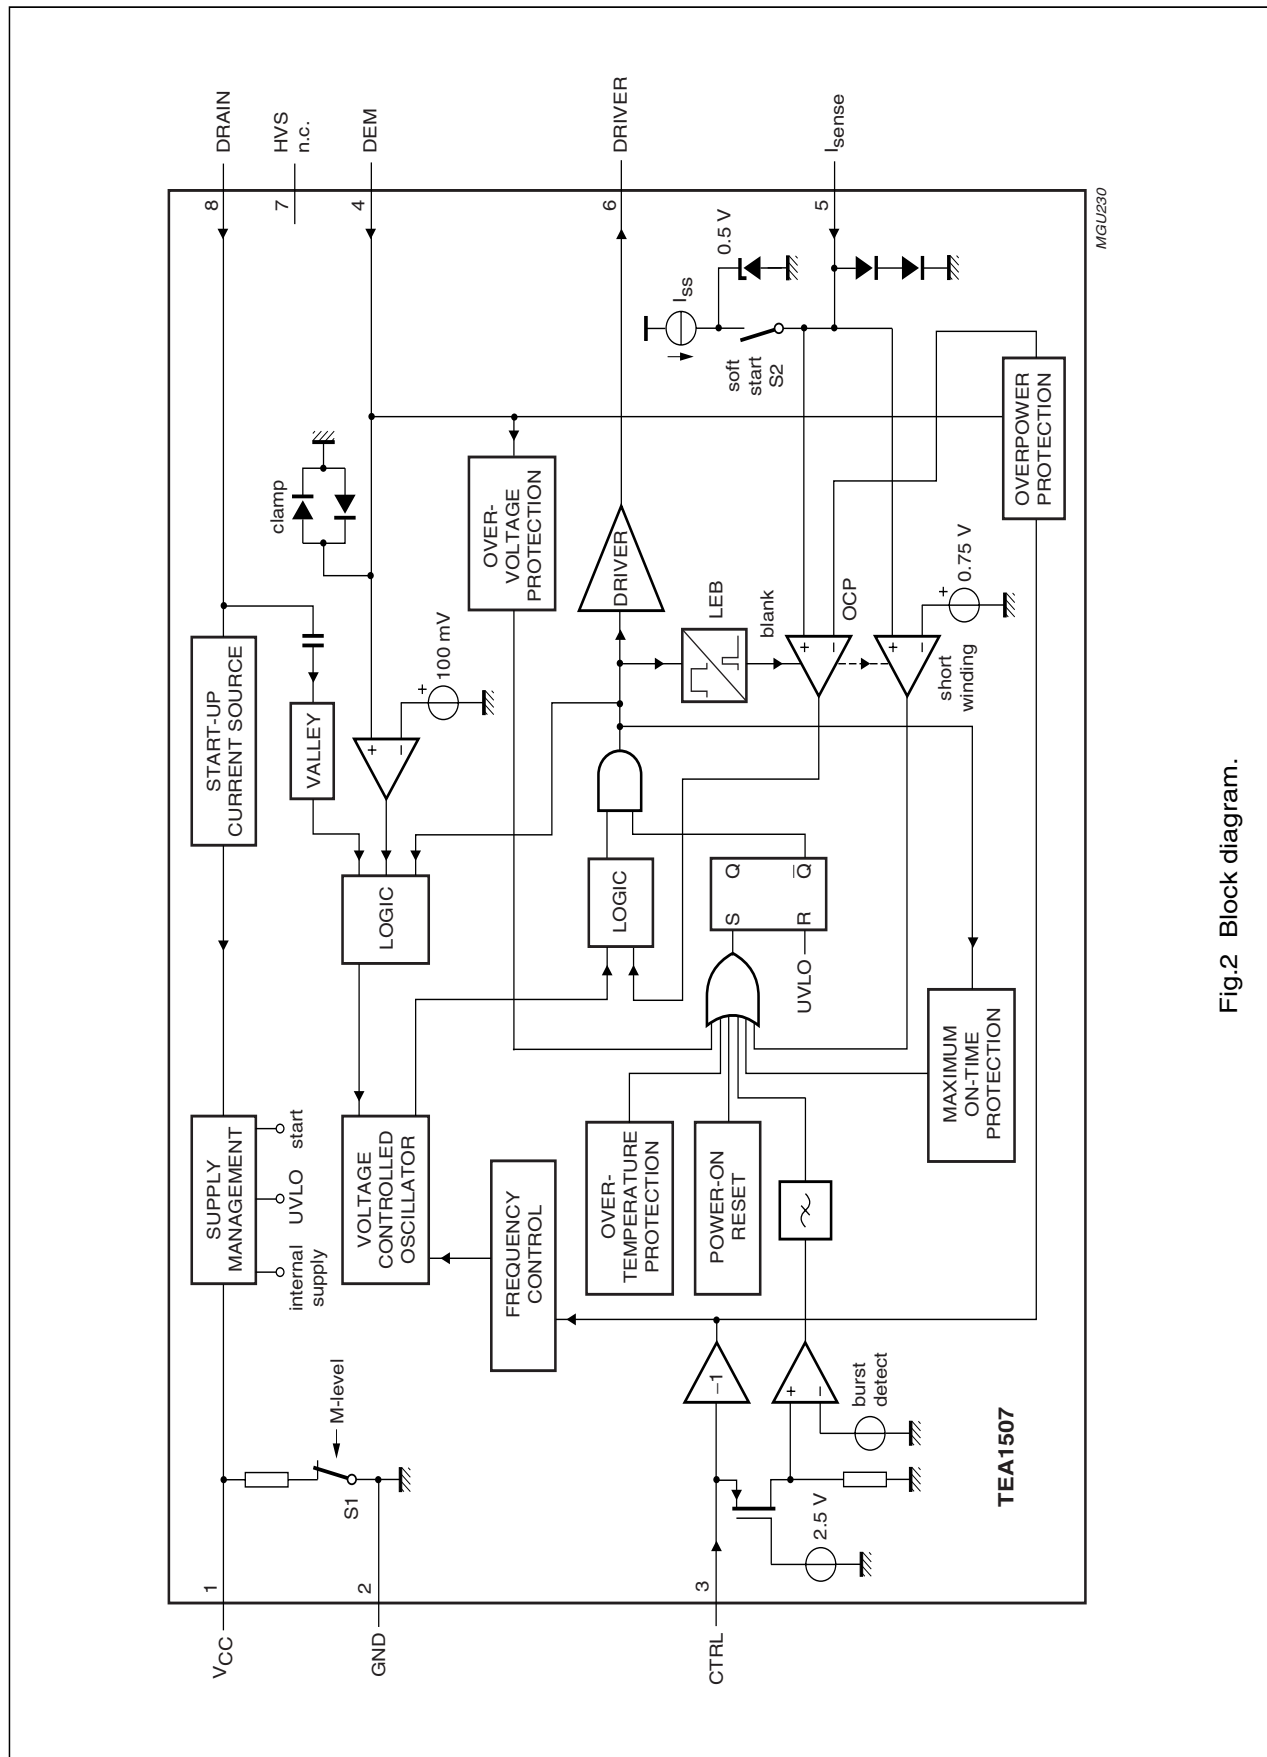 VCC
1
GND
2
CTRL
3
DRAIN
8
HVS
n.c.
7
DEM
4
DRIVER
6
Isense
5
SUPPLY
MANAGEMENT
START-UP
CURRENT SOURCE
internal
supply
UVLO
start
M-level
S1
VALLEY
clamp
VOLTAGE
CONTROLLED
OSCILLATOR
LOGIC
+
−
+
100 mV
FREQUENCY
CONTROL
OVER-
VOLTAGE
PROTECTION
OVER-
TEMPERATURE
PROTECTION
LOGIC
DRIVER
LEB
blank
Iss
0.5 V
soft
start
S2
POWER-ON
RESET
S
Q
R
Q
UVLO
−1
+
−
burst
detect
2.5 V
+
−
OCP
+
−
short
winding
+
0.75 V
MAXIMUM
ON-TIME
PROTECTION
OVERPOWER
PROTECTION
TEA1507
MGU230
Fig.2 Block diagram.